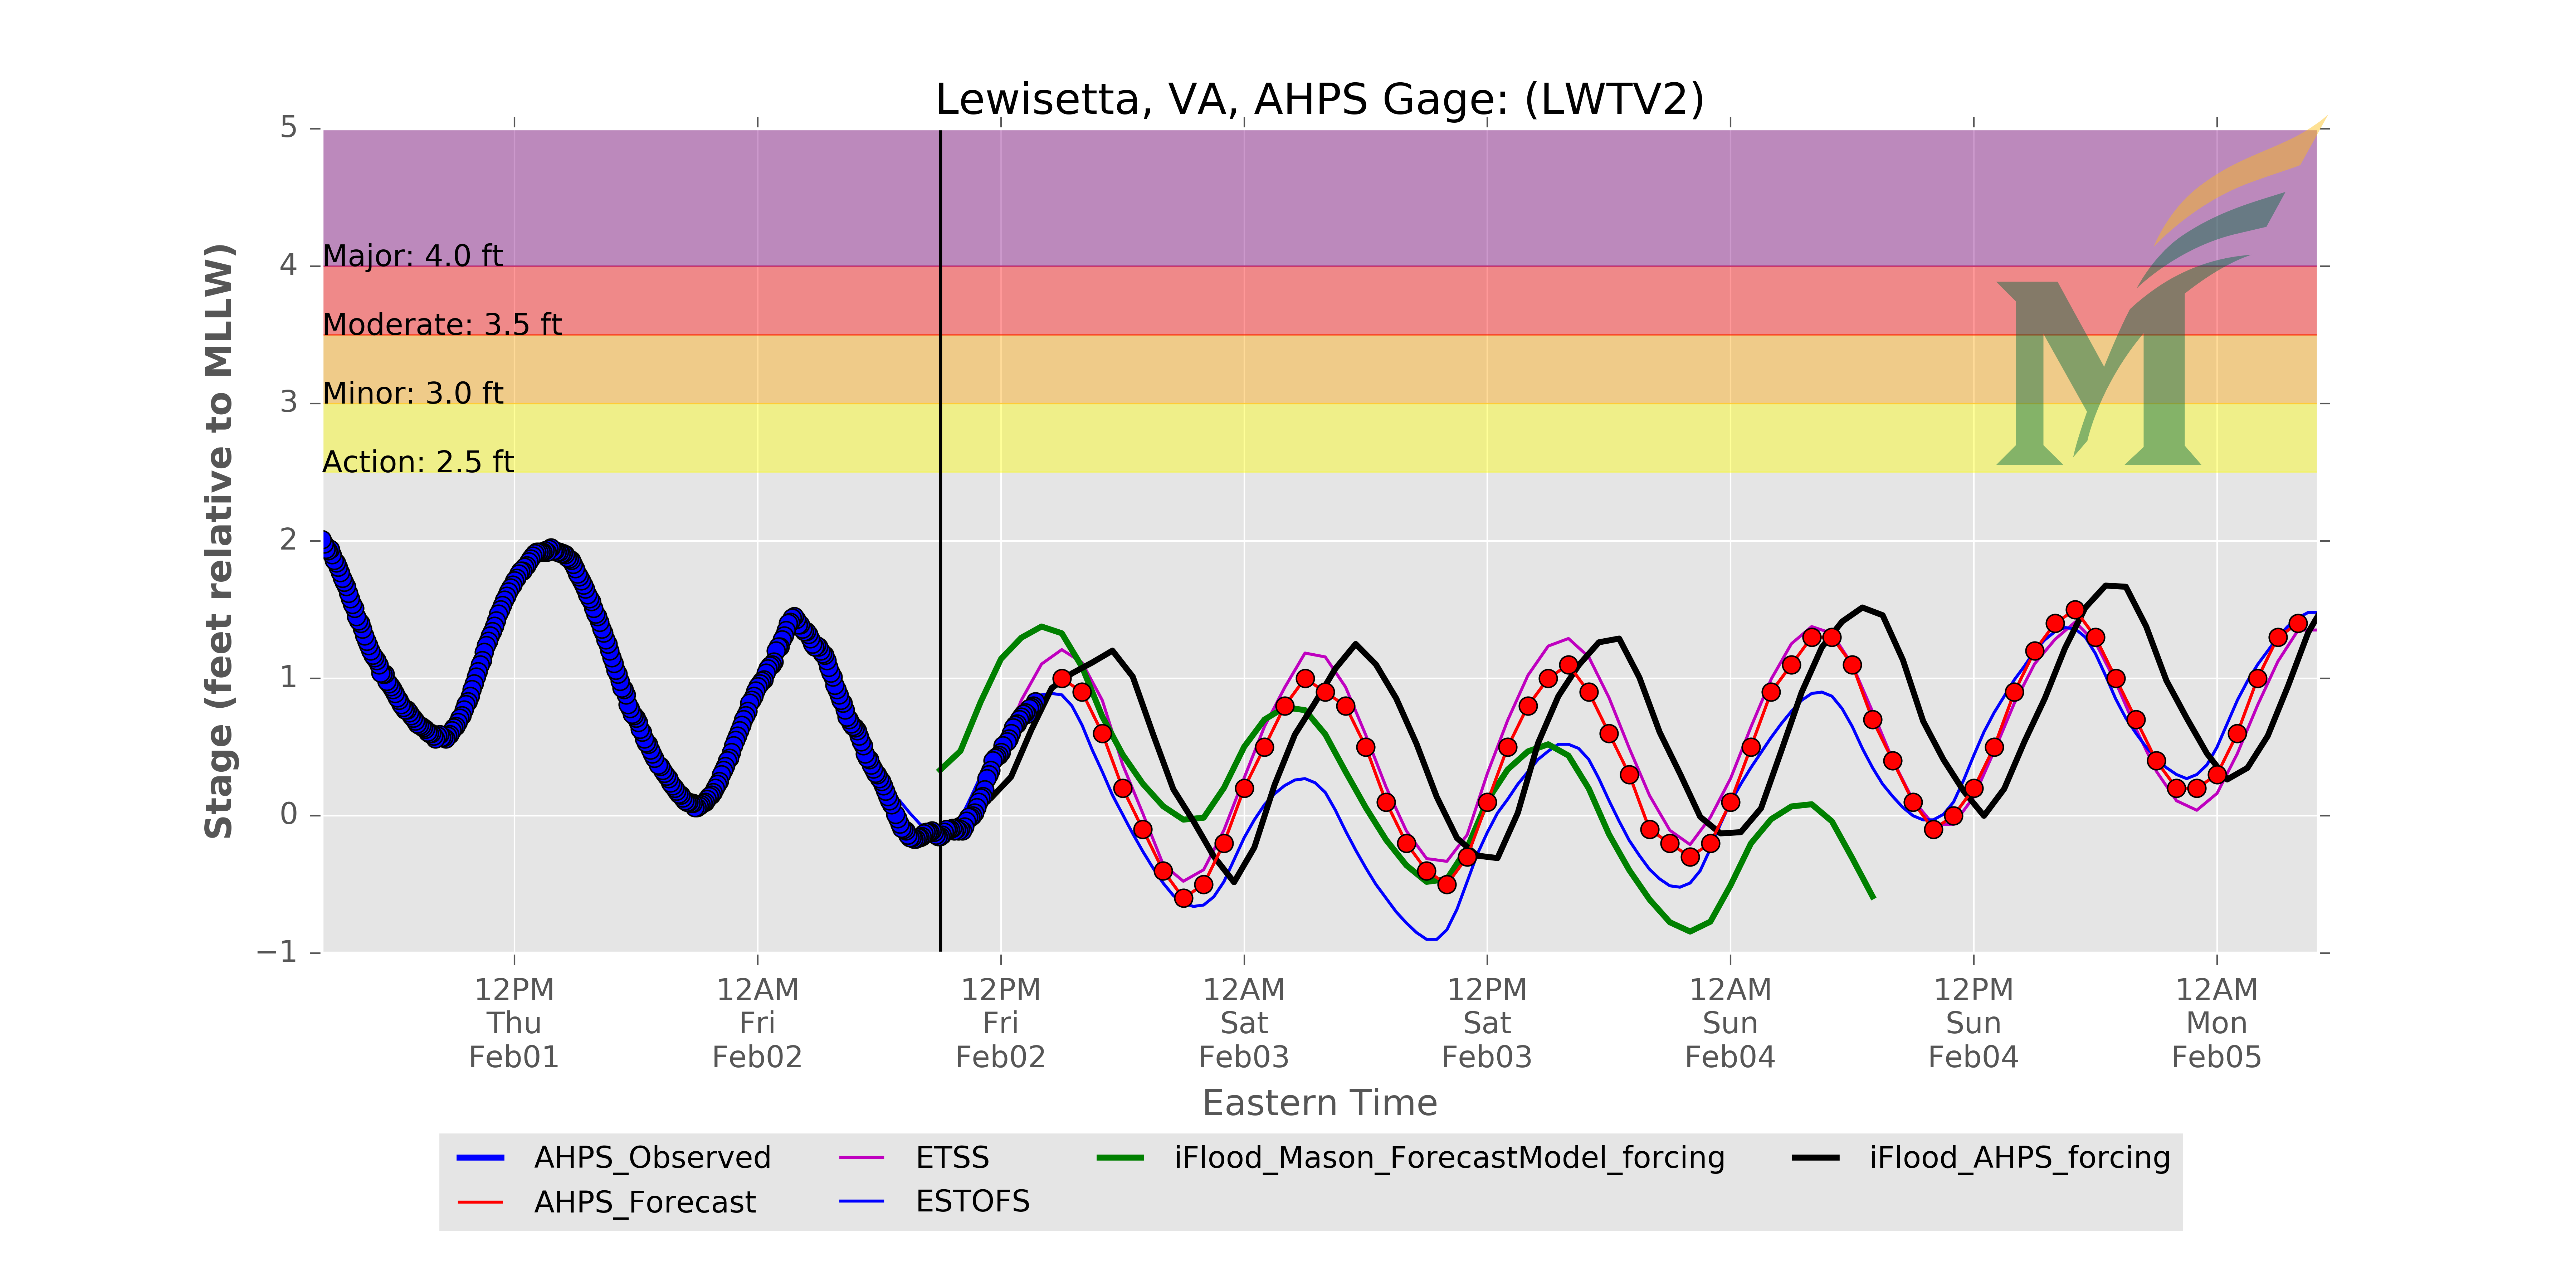 Lewisetta, VA, AHPS Gage: (LWTV2)
Stage (feet relative to MLLW)
5
4
3
2
1
0
−1
Major: 4.0 ft
Moderate: 3.5 ft
Minor: 3.0 ft
Action: 2.5 ft
12PM
Thu
Feb01
12AM
Fri
Feb02
12PM
Fri
Feb02
12AM
Sat
Feb03
12PM
Sat
Feb03
12AM
Sun
Feb04
12PM
Sun
Feb04
12AM
Mon
Feb05
Eastern Time
AHPS_Observed
AHPS_Forecast
ETSS
ESTOFS
iFlood_Mason_ForecastModel_forcing
iFlood_AHPS_forcing